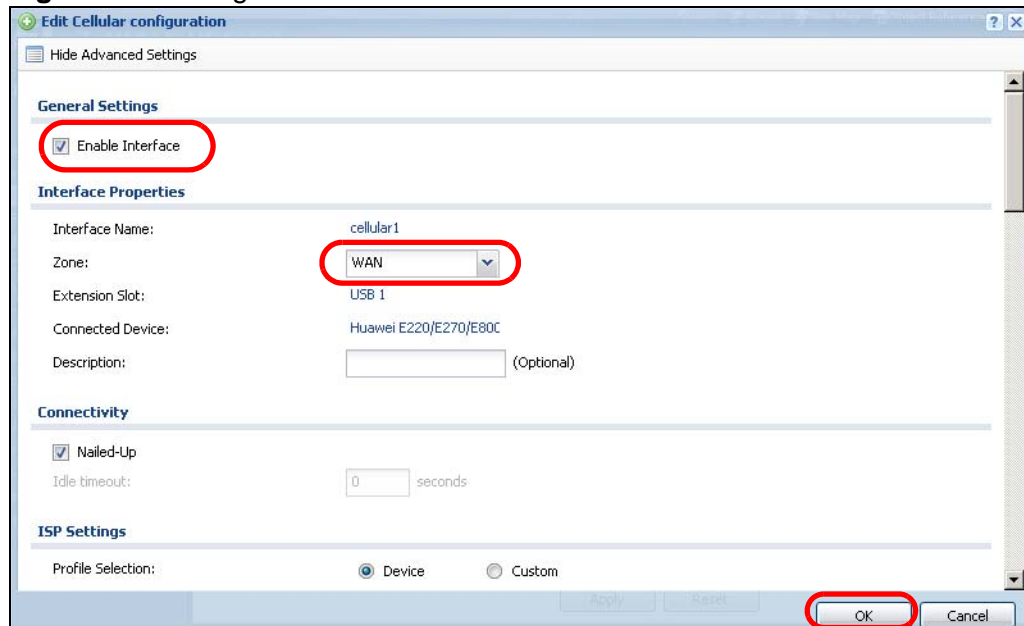 Edit Cellular configuration
?
X
Hide Advanced Settings
General Settings
Enable Interface
Interface Properties
Interface Name: cellular1
Zone: WAN
Extension Slot: USB 1
Connected Device: Huawei E220/E270/E80C
Description: (Optional)
Connectivity
Nailed-Up
Idle timeout: 0 seconds
ISP Settings
Profile Selection: Device Custom
Apply Reset
OK Cancel